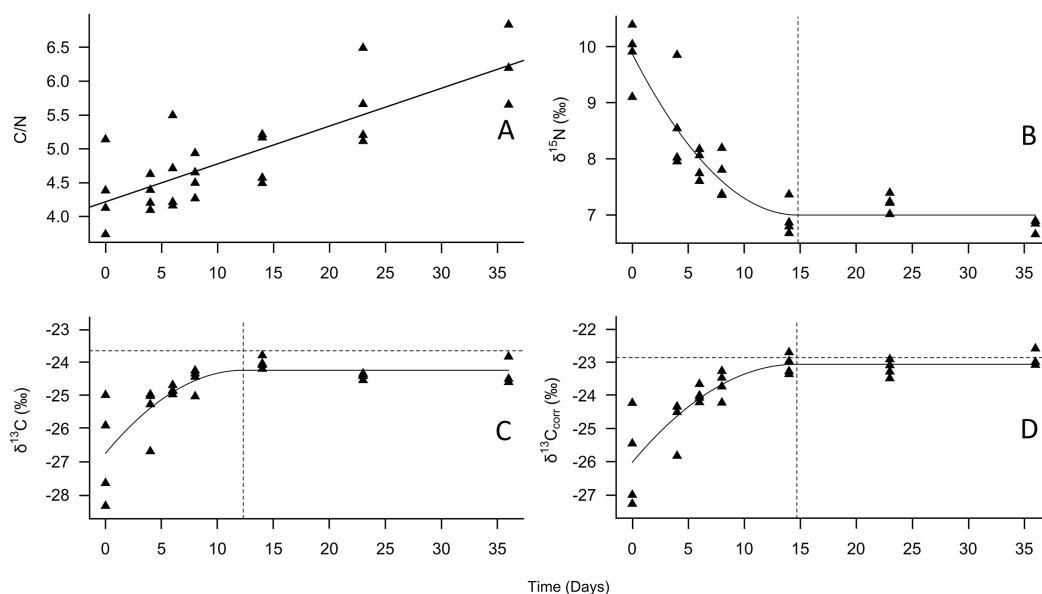 6.5
6.0
5.5
5.0
4.5
4.0
C/N
A
0 5 10 15 20 25 30 35
10
9
8
7
δ15N (‰)
B
0 5 10 15 20 25 30 35
-23
-24
-25
-26
-27
-28
δ13C (‰)
C
0 5 10 15 20 25 30 35
-22
-23
-24
-25
-26
-27
δ13Ccorr (‰)
D
0 5 10 15 20 25 30 35
Time (Days)